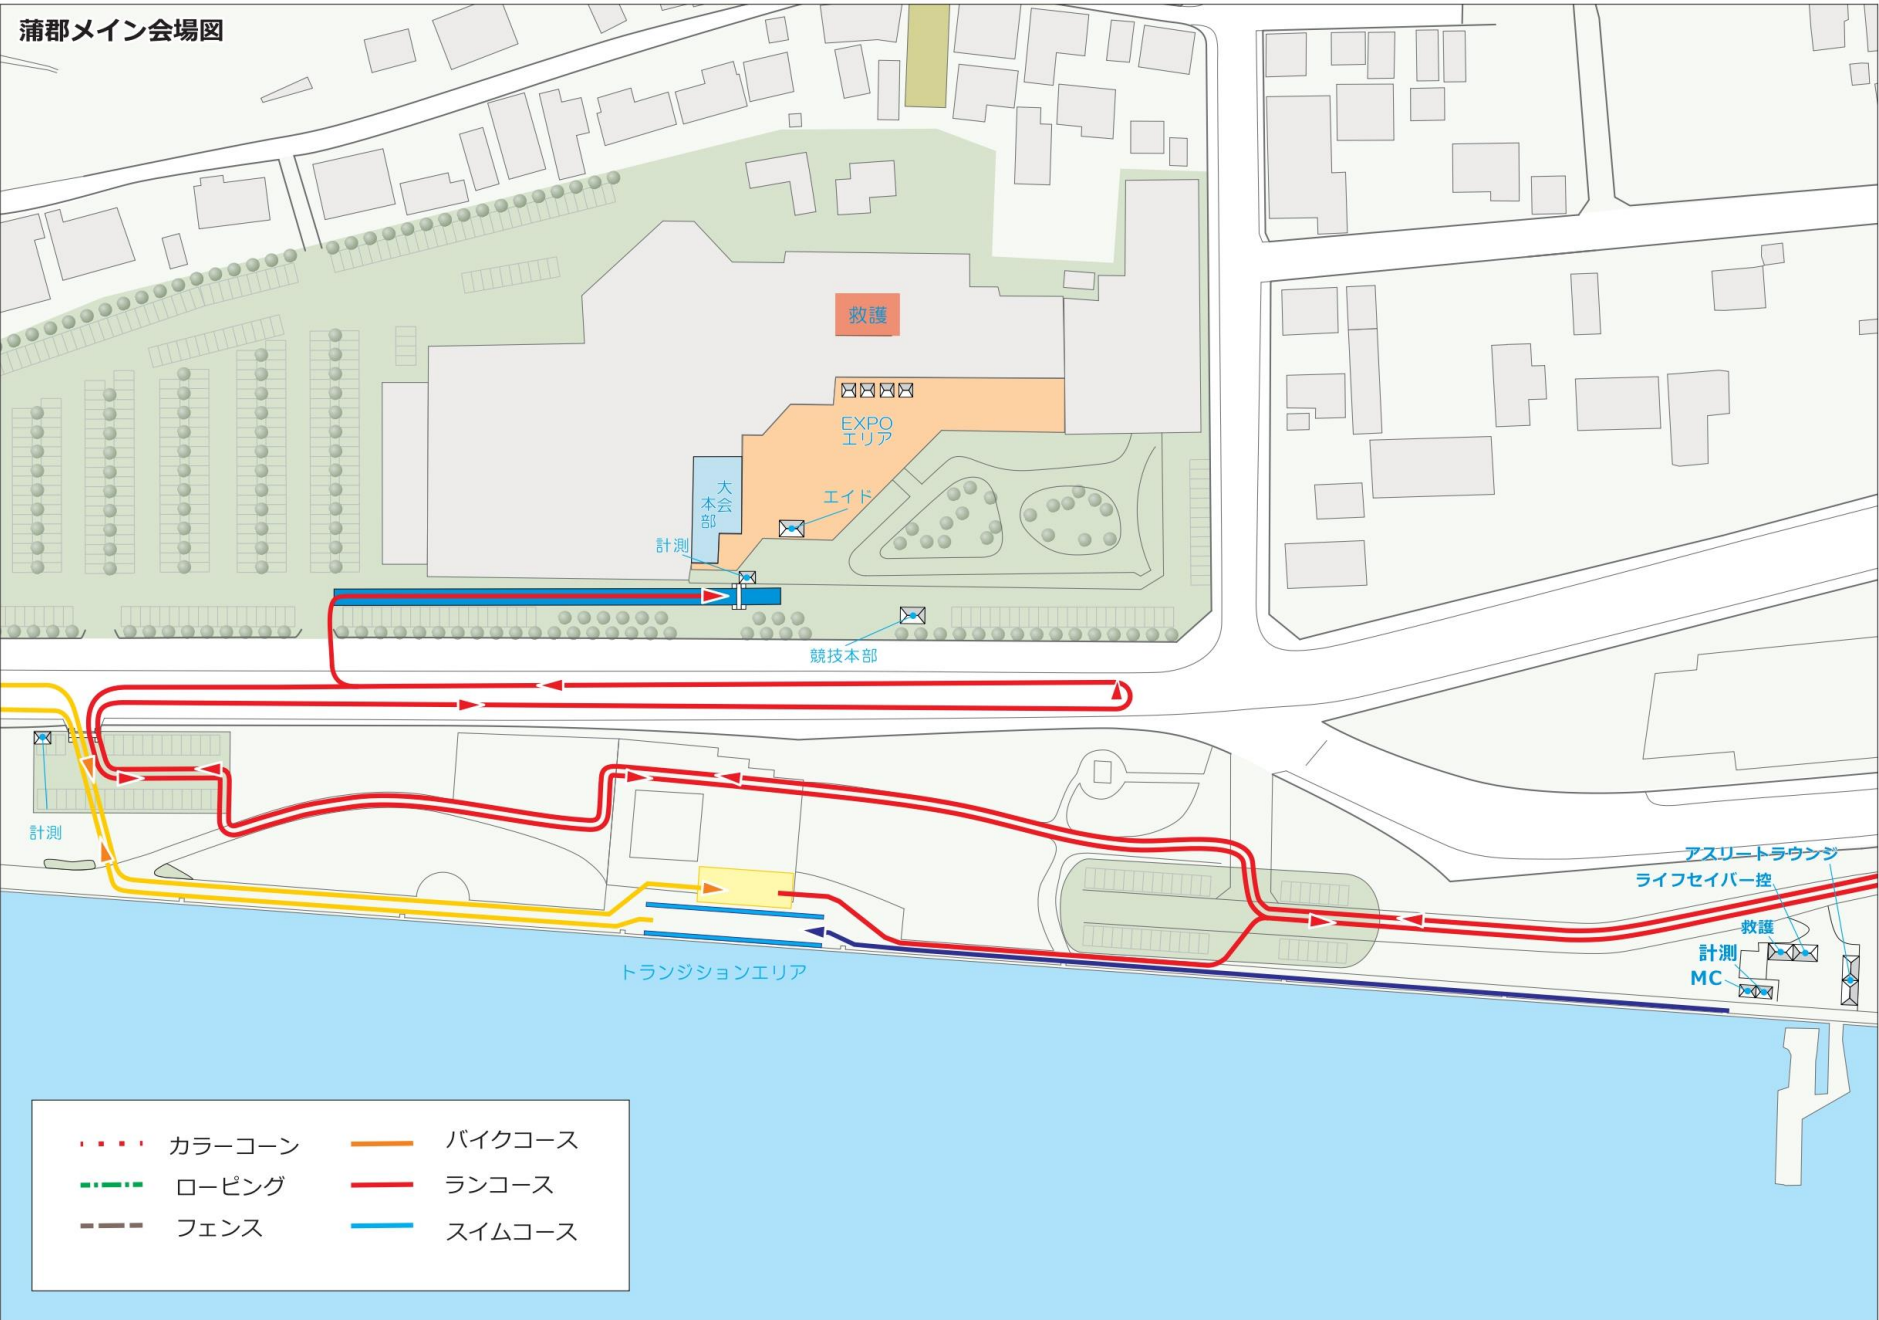 蒲郡メイン会場図
救護
EXPO
エリア
大会
本部
エイド
計測
競技本部
計測
アスリートラウンジ
ライフセイバー控
救護
計測
MC
トランジションエリア
カラーコーン
バイクコース
ローピング
ランコース
フェンス
スイムコース